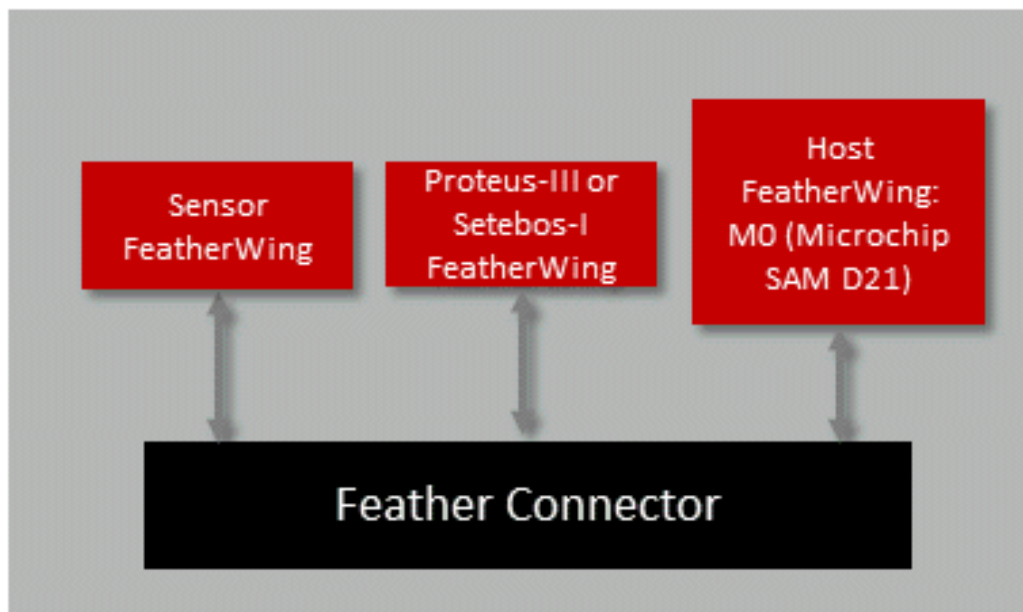 Sensor
FeatherWing
Proteus-III or
Setebos-I
FeatherWing
Host
FeatherWing:
M0 (Microchip
SAM D21)
Feather Connector